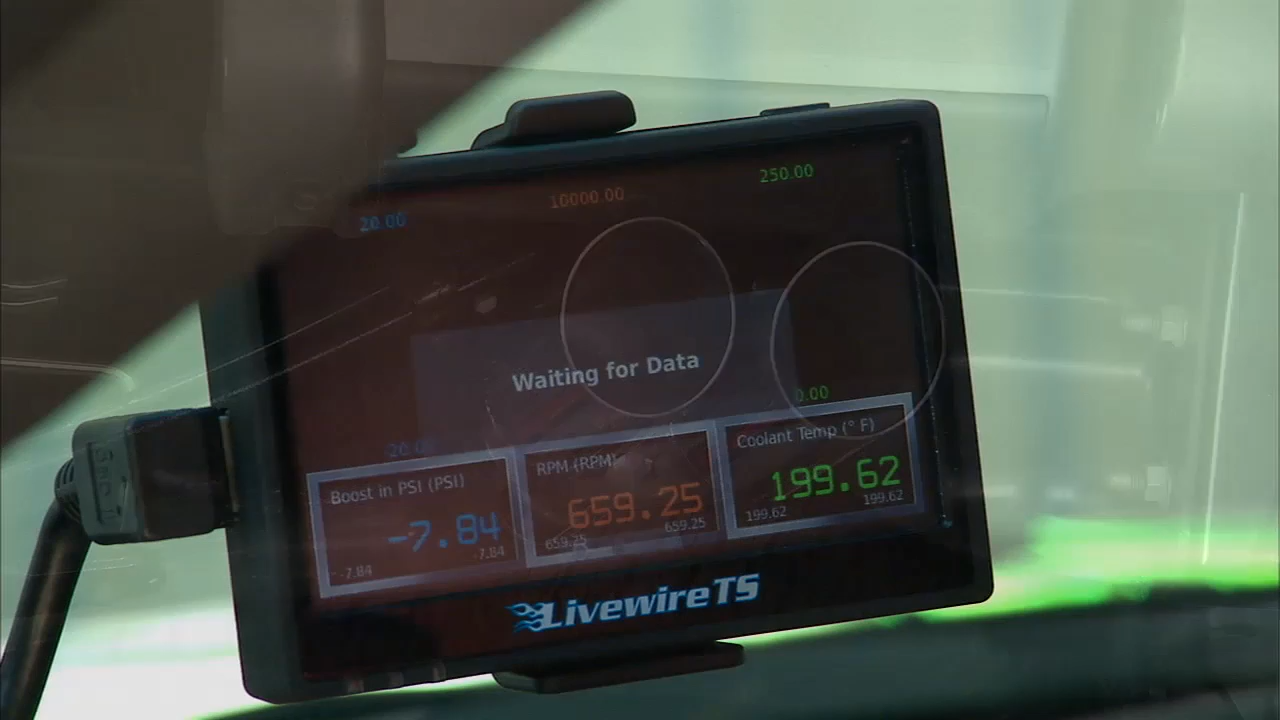 20.00
10000.00
250.00
Waiting for Data
0.00
Boost in PSI (PSI)
-7.84
-7.84
-7.84
RPM (RPM)
659.25
659.25
659.25
Coolant Temp (° F)
199.62
199.62
199.62
LivewireTS